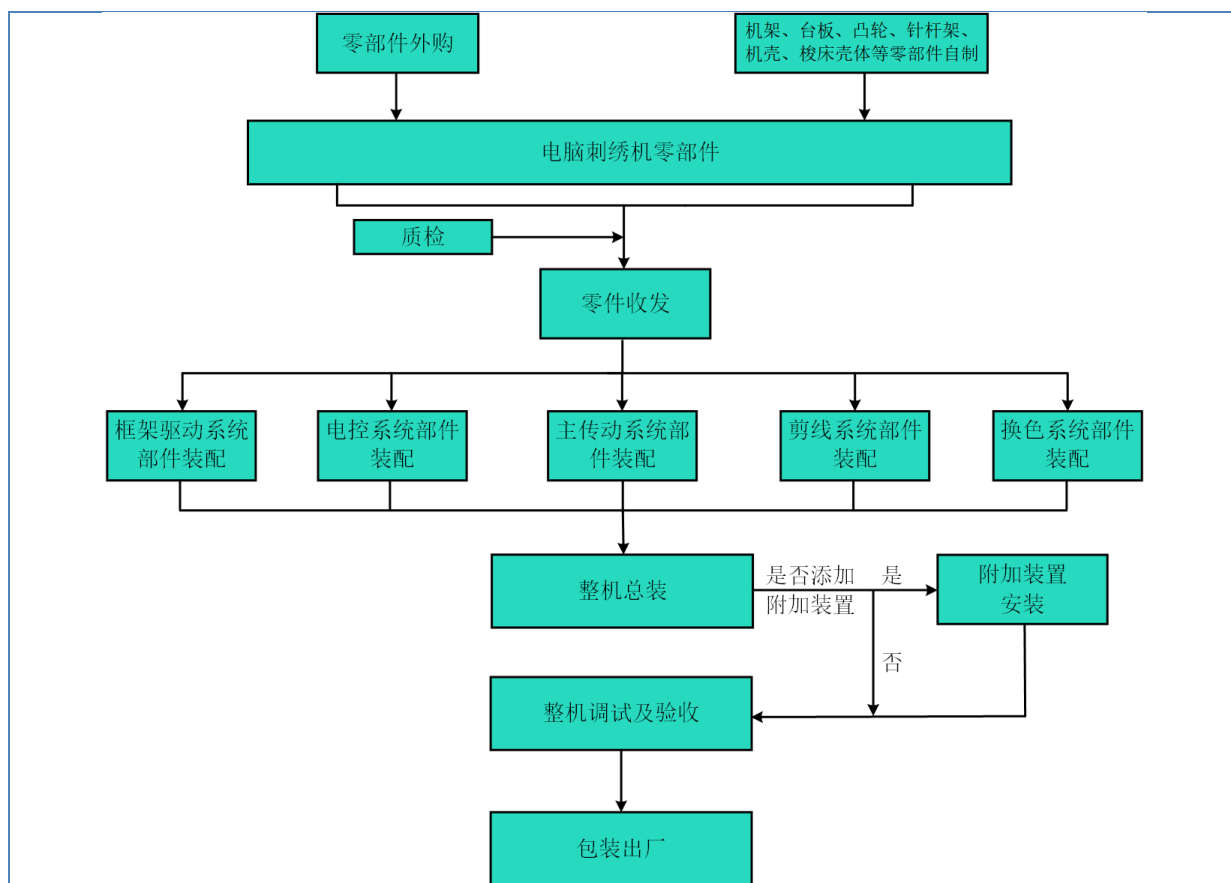 零部件外购
机架、台板、凸轮、针杆架、
机壳、梭床壳体等零部件自制
电脑刺绣机零部件
质检
零件收发
框架驱动系统
部件装配
电控系统部件
装配
主传动系统部
件装配
剪线系统部件
装配
换色系统部件
装配
整机总装
是否添加
附加装置
是
附加装置
安装
否
整机调试及验收
包装出厂